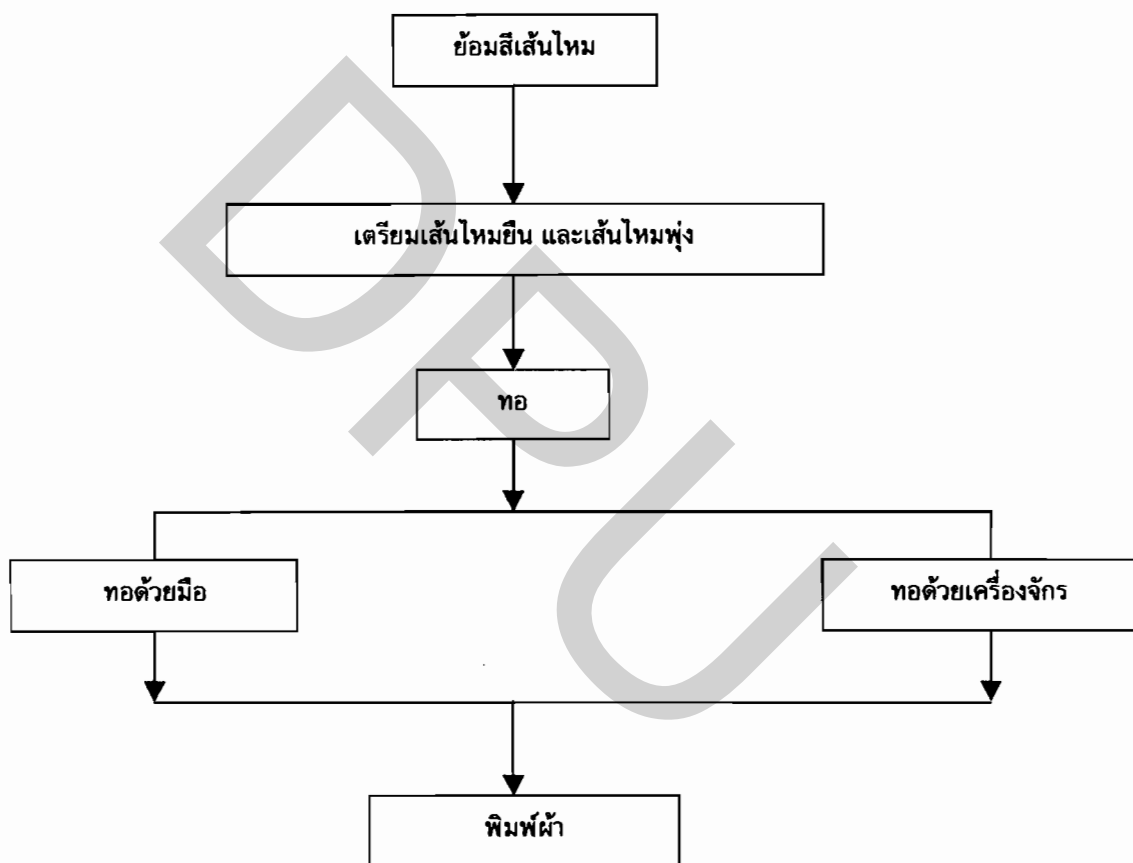 ย้อมสีเส้นไหม
เตรียมเส้นไหมยืน และเส้นไหมพุ่ง
ทอ
ทอด้วยมือ
ทอด้วยเครื่องจักร
พิมพ์ผ้า
DPU